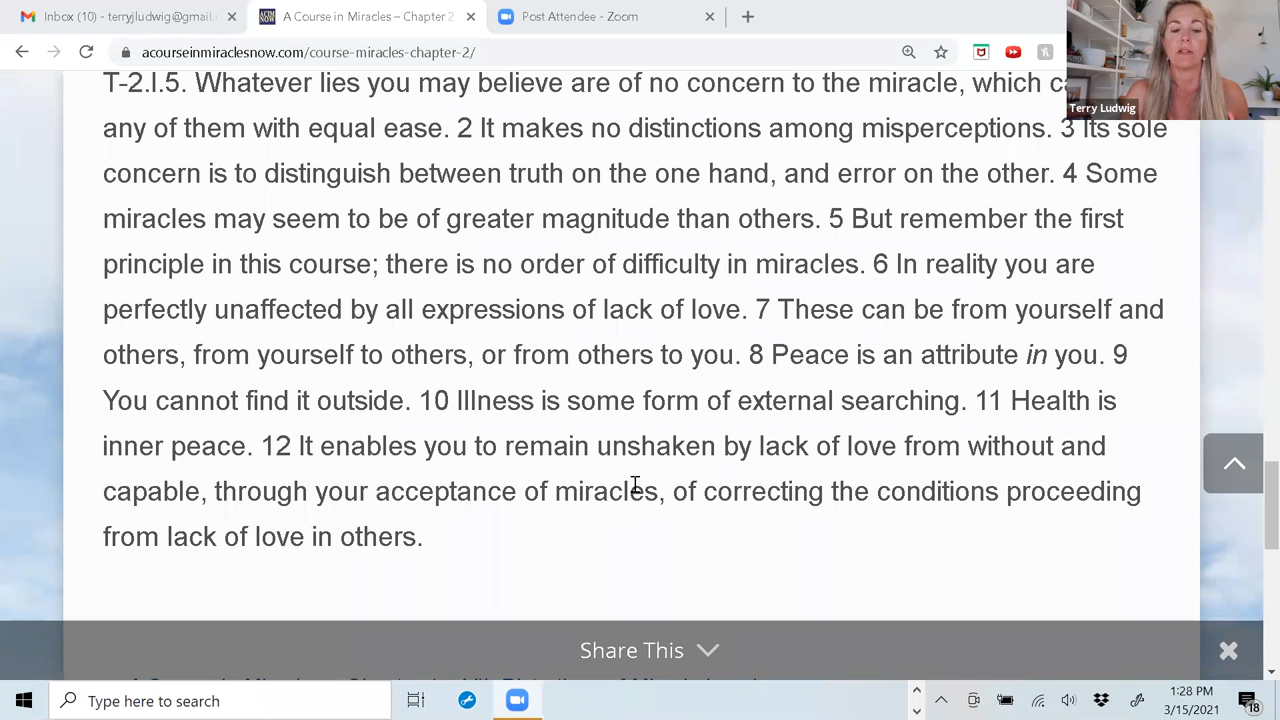 Inbox (10) - terryjludwig@gmail.
A Course in Miracles – Chapter 2
Post Attendee - Zoom
acourseinmiraclesnow.com/course-miracles-chapter-2/
Terry Ludwig
T-2.I.5. Whatever lies you may believe are of no concern to the miracle, which
any of them with equal ease. 2 It makes no distinctions among misperceptions. 3 Its sole
concern is to distinguish between truth on the one hand, and error on the other. 4 Some
miracles may seem to be of greater magnitude than others. 5 But remember the first
principle in this course; there is no order of difficulty in miracles. 6 In reality you are
perfectly unaffected by all expressions of lack of love. 7 These can be from yourself and
others, from yourself to others, or from others to you. 8 Peace is an attribute in you. 9
You cannot find it outside. 10 Illness is some form of external searching. 11 Health is
inner peace. 12 It enables you to remain unshaken by lack of love from without and
capable, through your acceptance of miracles, of correcting the conditions proceeding
from lack of love in others.
Share This
Type here to search
1:28 PM
3/15/2021
18